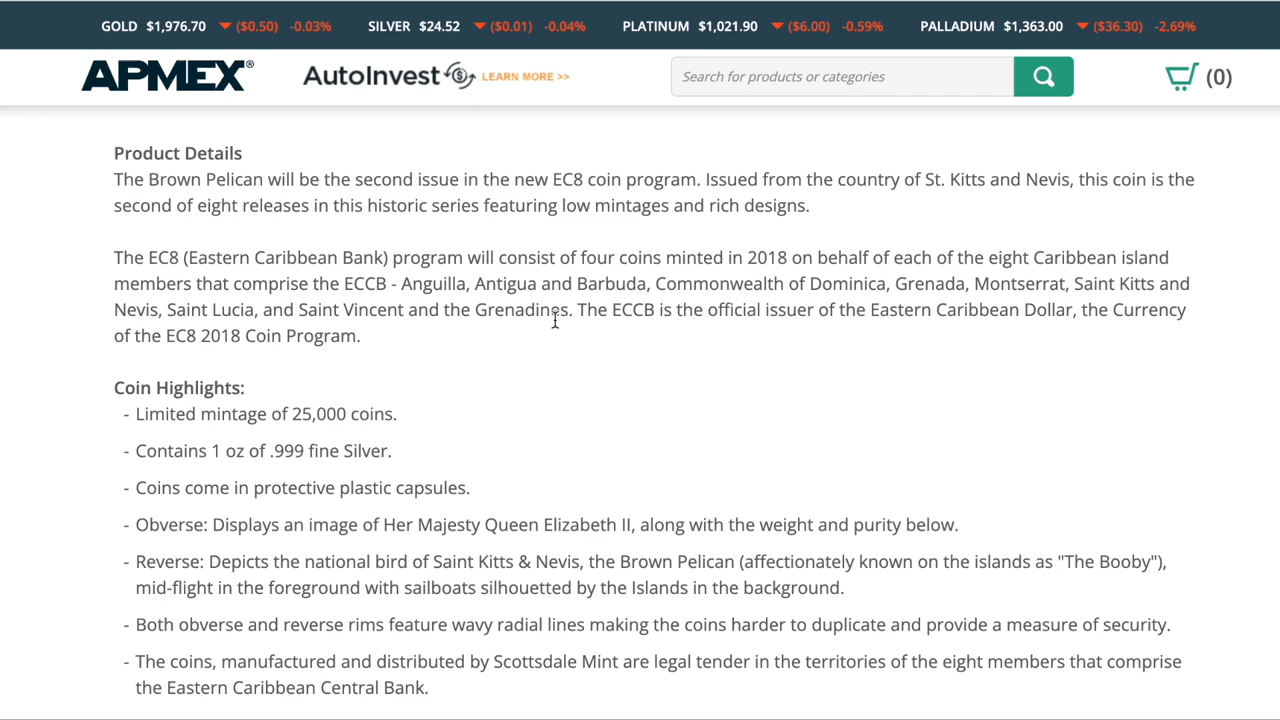 GOLD $1,976.70 ($0.50) -0.03% SILVER $24.52 ($0.01) -0.04% PLATINUM $1,021.90 ($6.00) -0.59% PALLADIUM $1,363.00 ($36.30) -2.69%
APMEX® AutoInvest LEARN MORE >> Search for products or categories (0)
Product Details
The Brown Pelican will be the second issue in the new EC8 coin program. Issued from the country of St. Kitts and Nevis, this coin is the
second of eight releases in this historic series featuring low mintages and rich designs.
The EC8 (Eastern Caribbean Bank) program will consist of four coins minted in 2018 on behalf of each of the eight Caribbean island
members that comprise the ECCB - Anguilla, Antigua and Barbuda, Commonwealth of Dominica, Grenada, Montserrat, Saint Kitts and
Nevis, Saint Lucia, and Saint Vincent and the Grenadines. The ECCB is the official issuer of the Eastern Caribbean Dollar, the Currency
of the EC8 2018 Coin Program.
Coin Highlights:
- Limited mintage of 25,000 coins.
- Contains 1 oz of .999 fine Silver.
- Coins come in protective plastic capsules.
- Obverse: Displays an image of Her Majesty Queen Elizabeth II, along with the weight and purity below.
- Reverse: Depicts the national bird of Saint Kitts & Nevis, the Brown Pelican (affectionately known on the islands as "The Booby"),
mid-flight in the foreground with sailboats silhouetted by the Islands in the background.
- Both obverse and reverse rims feature wavy radial lines making the coins harder to duplicate and provide a measure of security.
- The coins, manufactured and distributed by Scottsdale Mint are legal tender in the territories of the eight members that comprise
the Eastern Caribbean Central Bank.